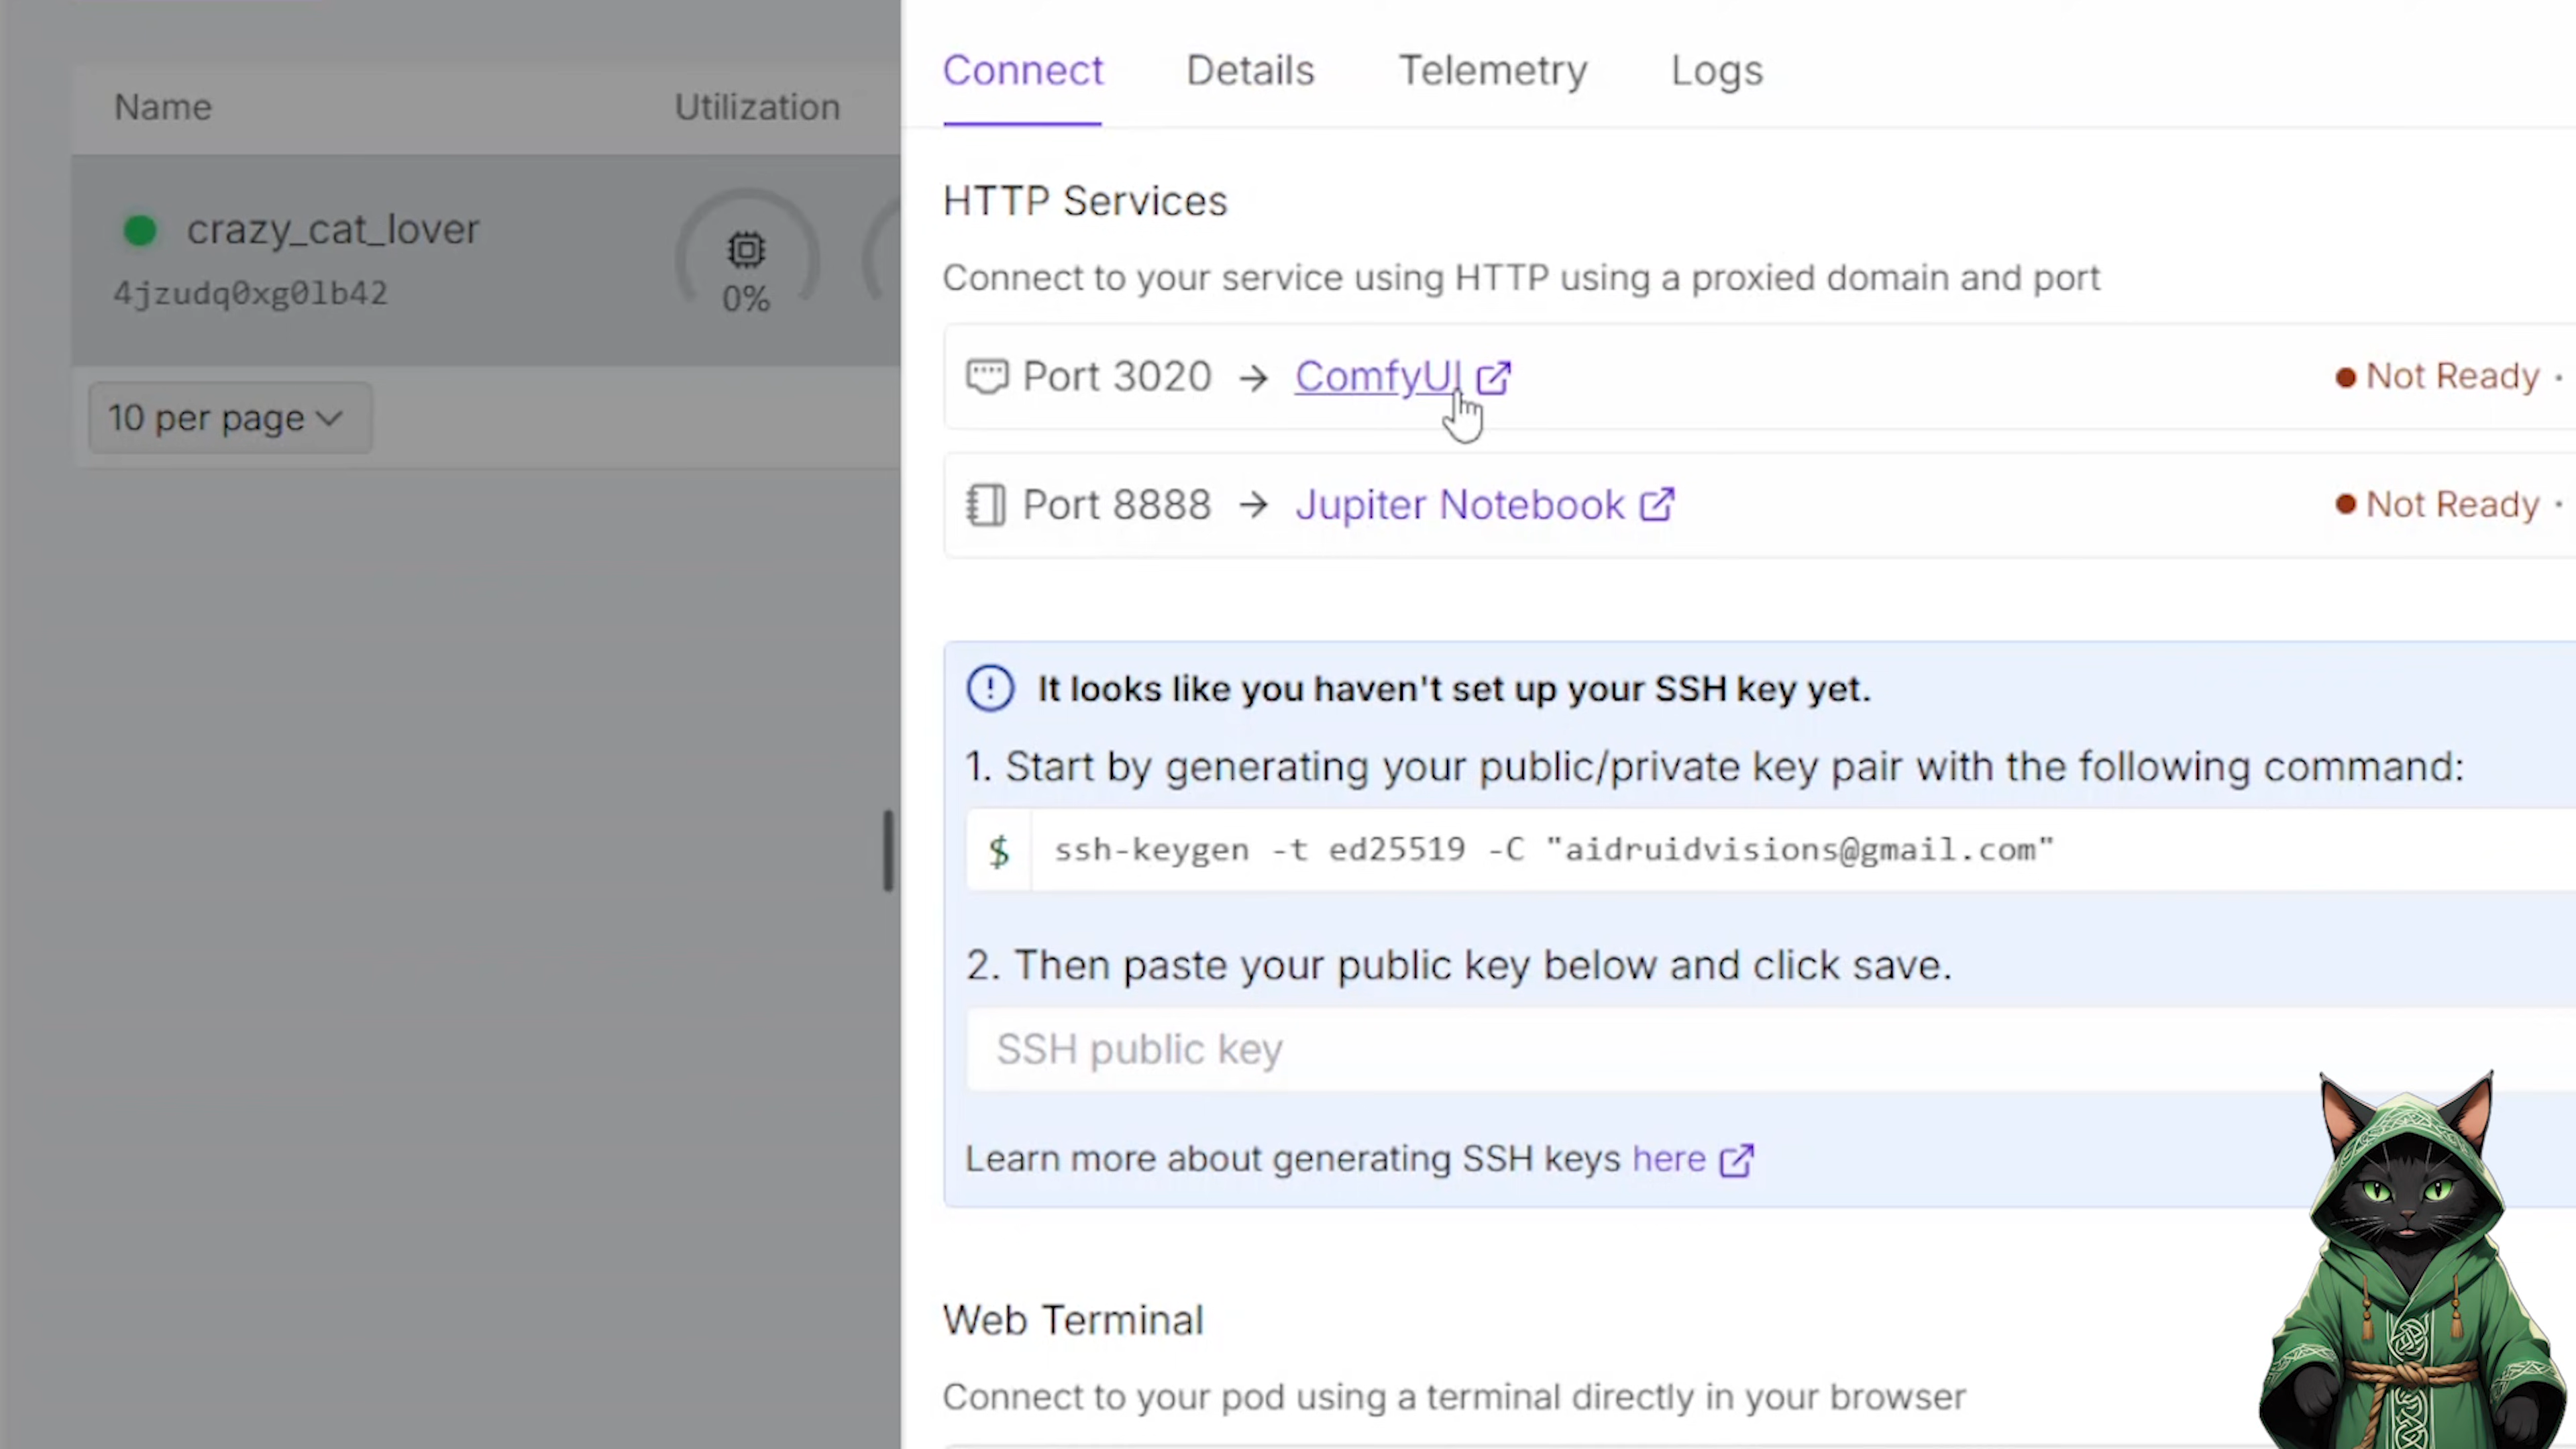 Name Utilization
crazy_cat_lover
4jzudq0xg0lb42
0%
10 per page
Connect Details Telemetry Logs
HTTP Services
Connect to your service using HTTP using a proxied domain and port
Port 3020 → ComfyUI Not Ready ·
Port 8888 → Jupiter Notebook Not Ready ·
It looks like you haven't set up your SSH key yet.
1. Start by generating your public/private key pair with the following command:
$ ssh-keygen -t ed25519 -C "aidruidvisions@gmail.com"
2. Then paste your public key below and click save.
SSH public key
Learn more about generating SSH keys here
Web Terminal
Connect to your pod using a terminal directly in your browser